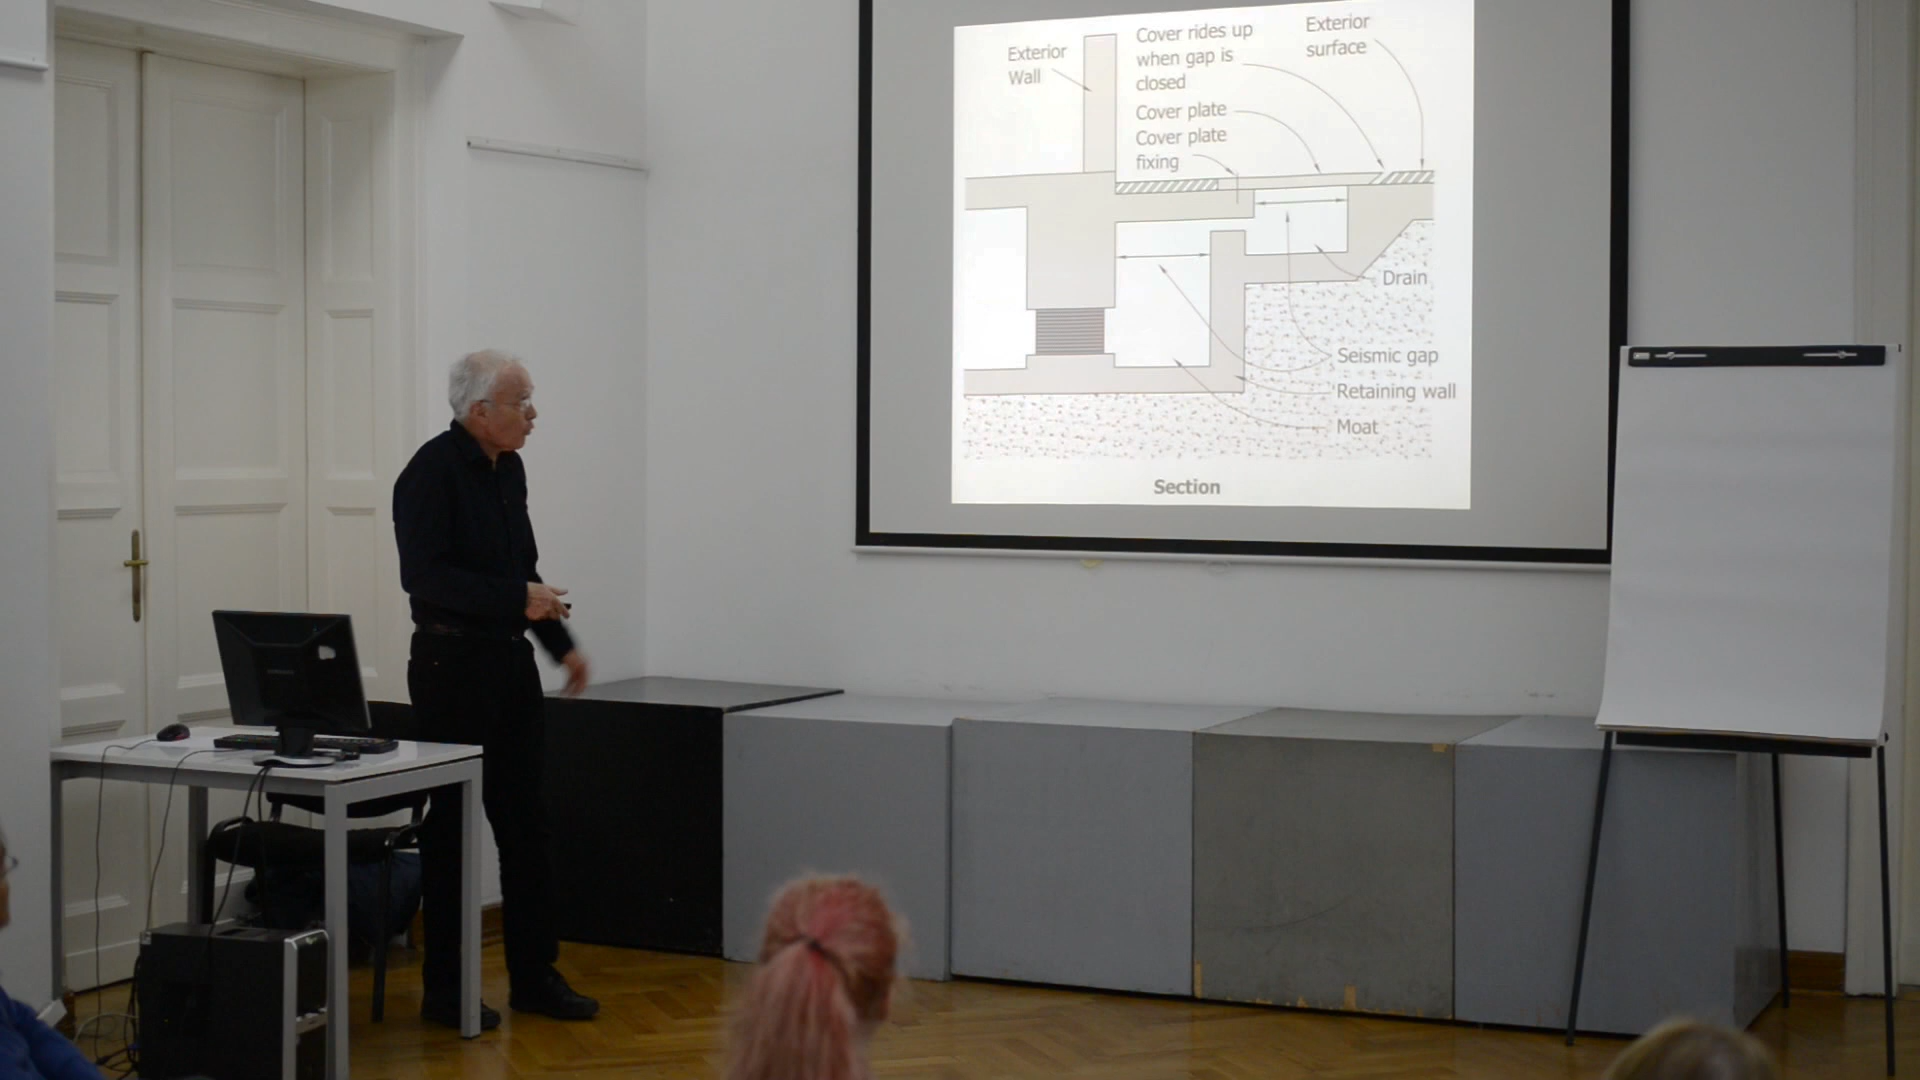 Exterior
Wall
Cover rides up
when gap is
closed
Exterior
surface
Cover plate
Cover plate
fixing
Drain
Seismic gap
Retaining wall
Moat
Section